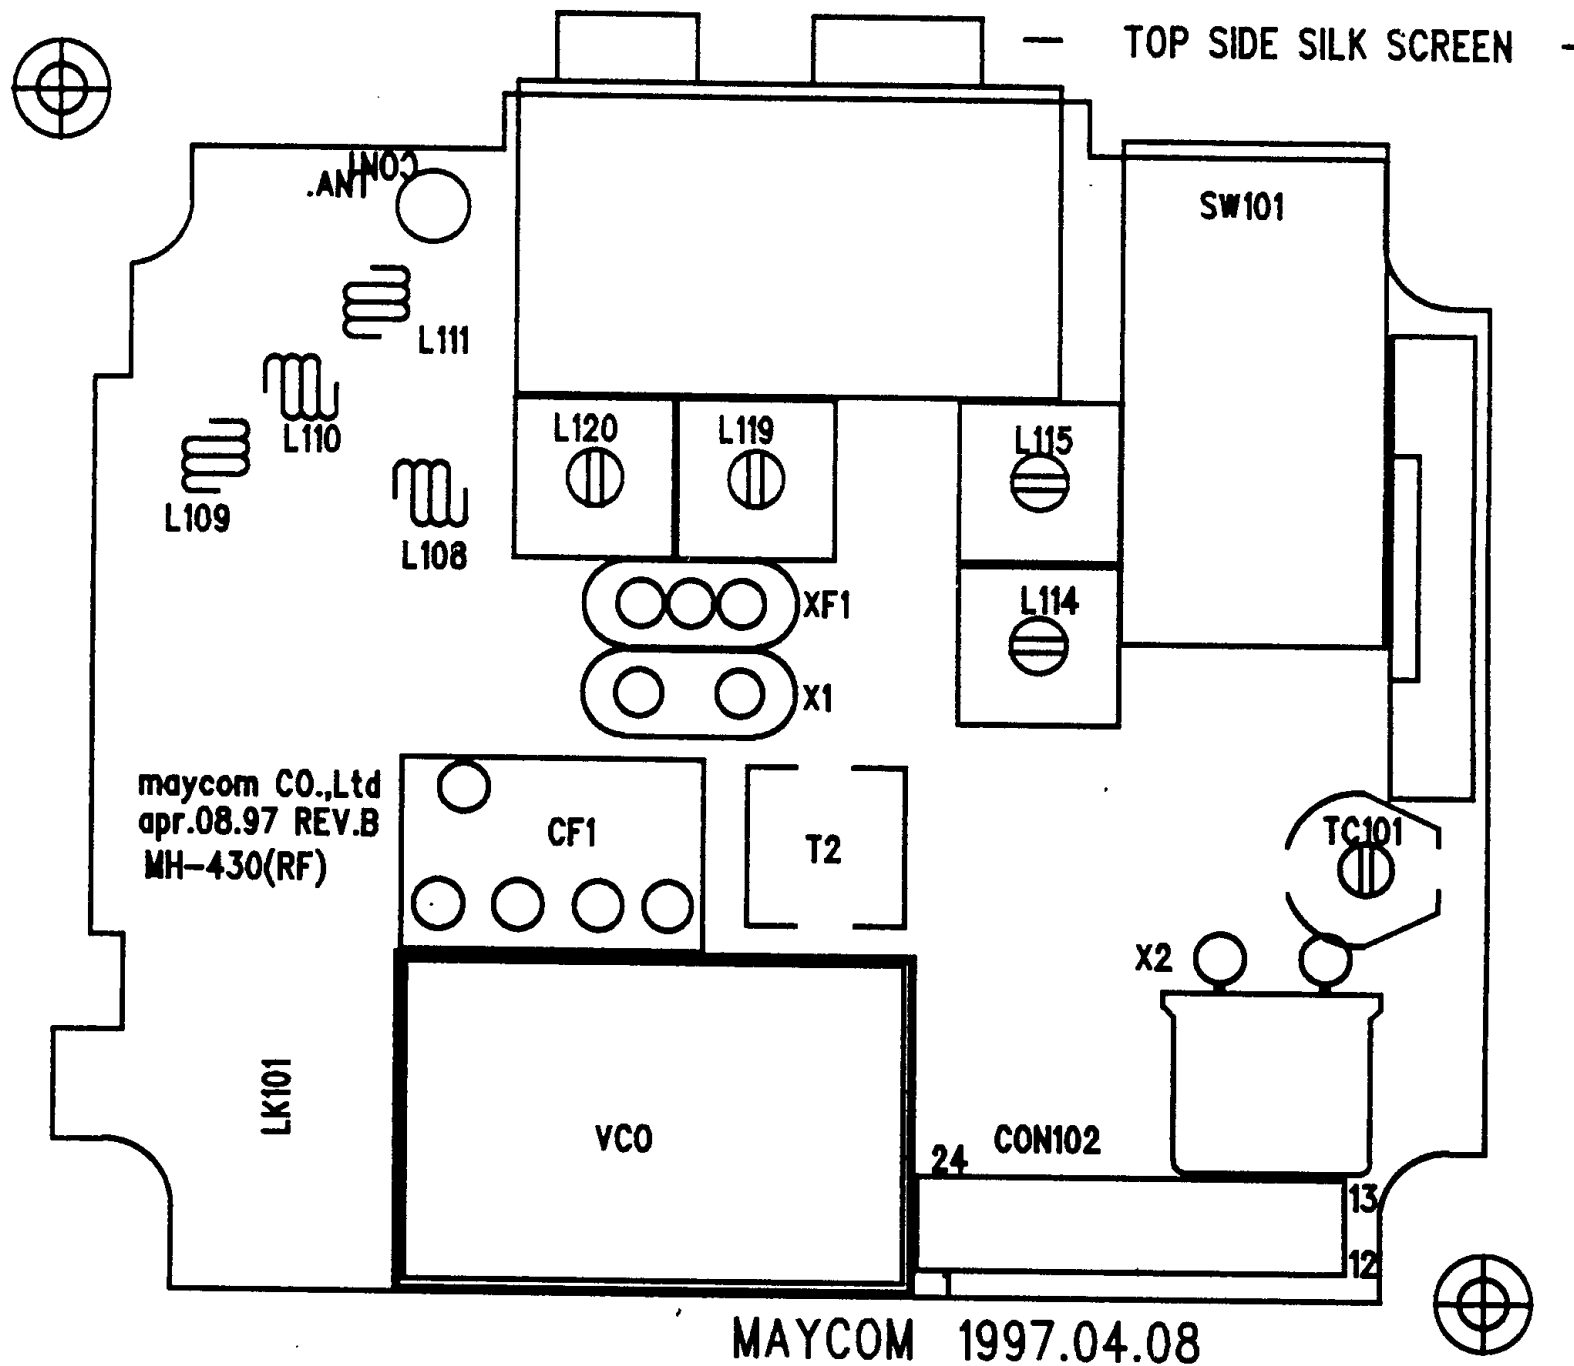 — TOP SIDE SILK SCREEN -
CON1
ANT.
SW101
L111
L110
L120
L119
L115
L109
L108
XF1
L114
X1
maycom CO.,Ltd
apr.08.97 REV.B
MH-430(RF)
CF1
T2
TC101
X2
LK101
VCO
CON102
24
13
12
MAYCOM 1997.04.08